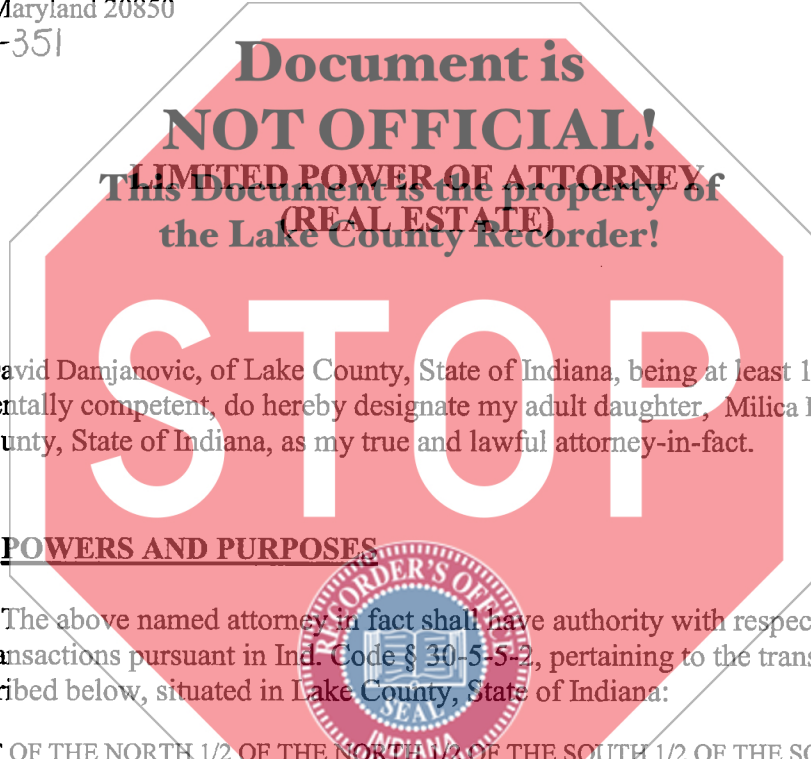 Maryland 20850
-351
Document is
NOT OFFICIAL!
LIMITED POWER OF ATTORNEY
This Document is the property of
(REAL ESTATE)
the Lake County Recorder!
STOP
avid Damjanovic, of Lake County, State of Indiana, being at least 1
entally competent, do hereby designate my adult daughter, Milica
unty, State of Indiana, as my true and lawful attorney-in-fact.
POWERS AND PURPOSES
The above named attorney in fact shall have authority with respec
ansactions pursuant in Ind. Code § 30-5-5-2, pertaining to the trans
ribed below, situated in Lake County, State of Indiana:
RECORDER'S OFFICE
SEAL
INDIANA
OF THE NORTH 1/2 OF THE NORTH 1/2 OF THE SOUTH 1/2 OF THE SO